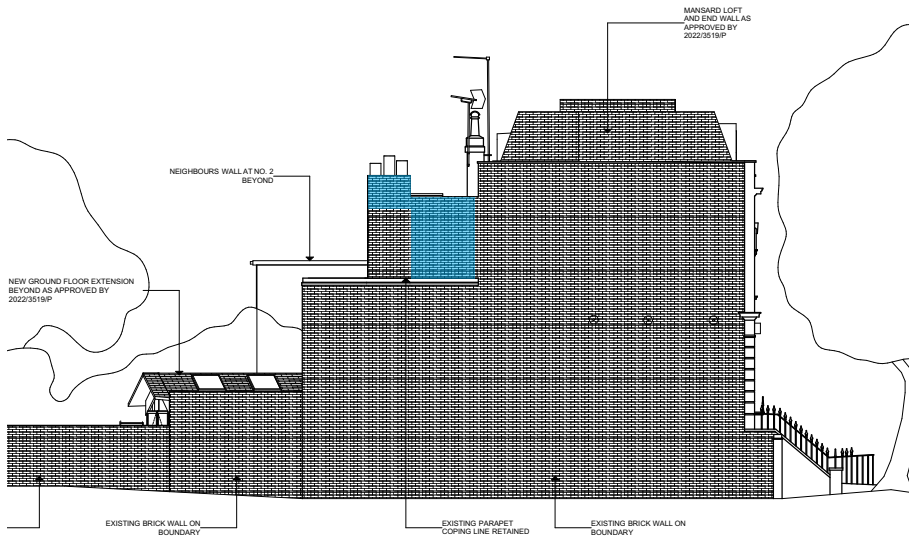 MANSARD LOFT
AND END WALL AS
APPROVED BY
2022/3519/P
NEIGHBOURS WALL AT NO. 2
BEYOND
NEW GROUND FLOOR EXTENSION
BEYOND AS APPROVED BY
2022/3519/P
EXISTING BRICK WALL ON
BOUNDARY
EXISTING PARAPET
COPING LINE RETAINED
EXISTING BRICK WALL ON
BOUNDARY